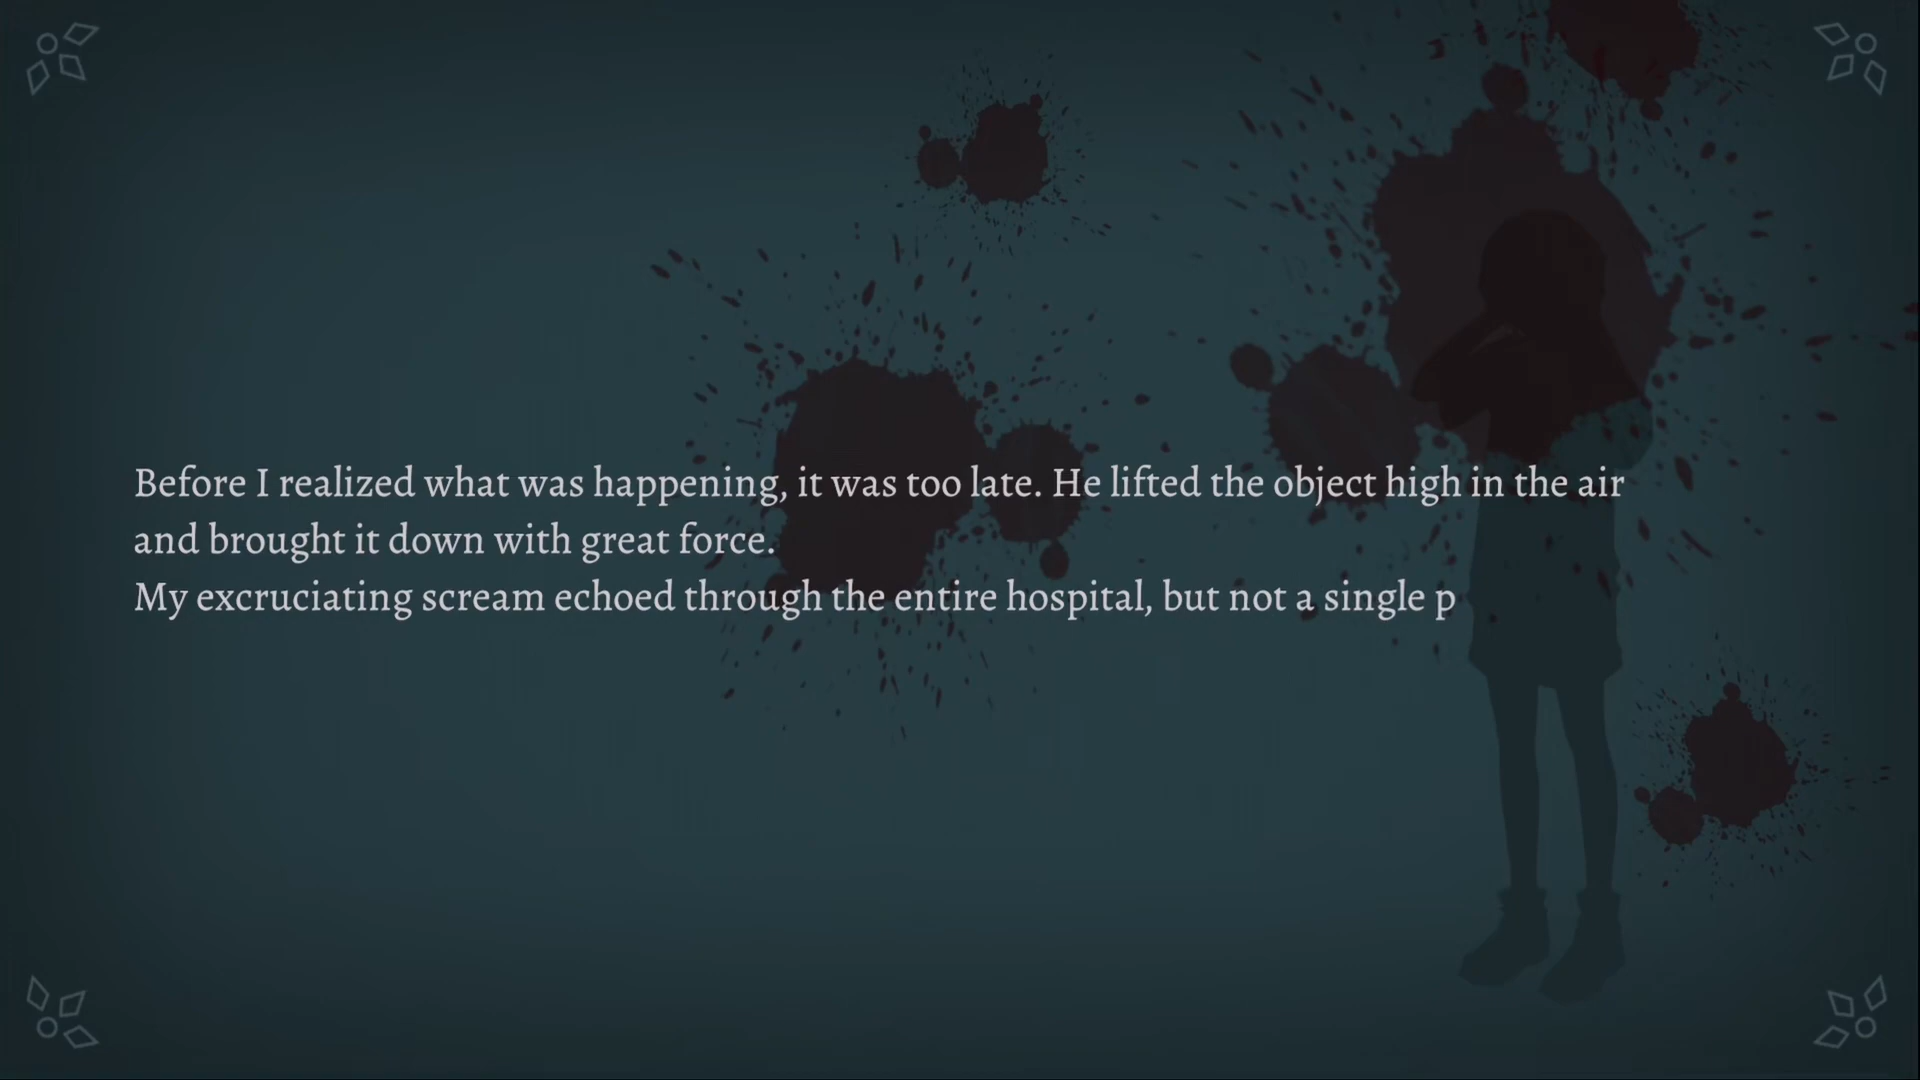 Before I realized what was happening, it was too late. He lifted the object high in the air
and brought it down with great force.
My excruciating scream echoed through the entire hospital, but not a single p